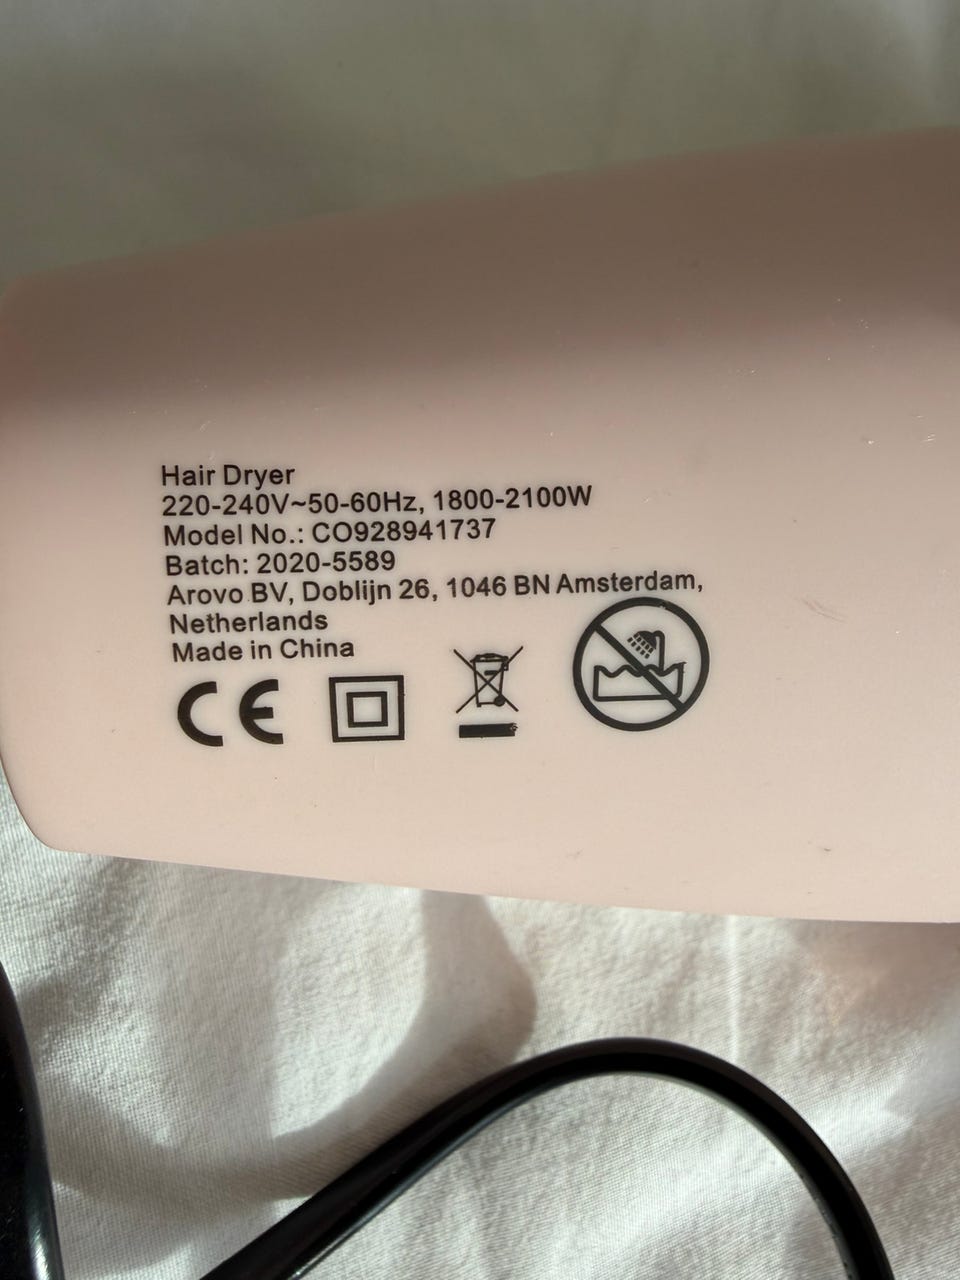 Hair Dryer
220-240V~50-60Hz, 1800-2100W
Model No.: CO928941737
Batch: 2020-5589
Arovo BV, Doblijn 26, 1046 BN Amsterdam,
Netherlands
Made in China
CE